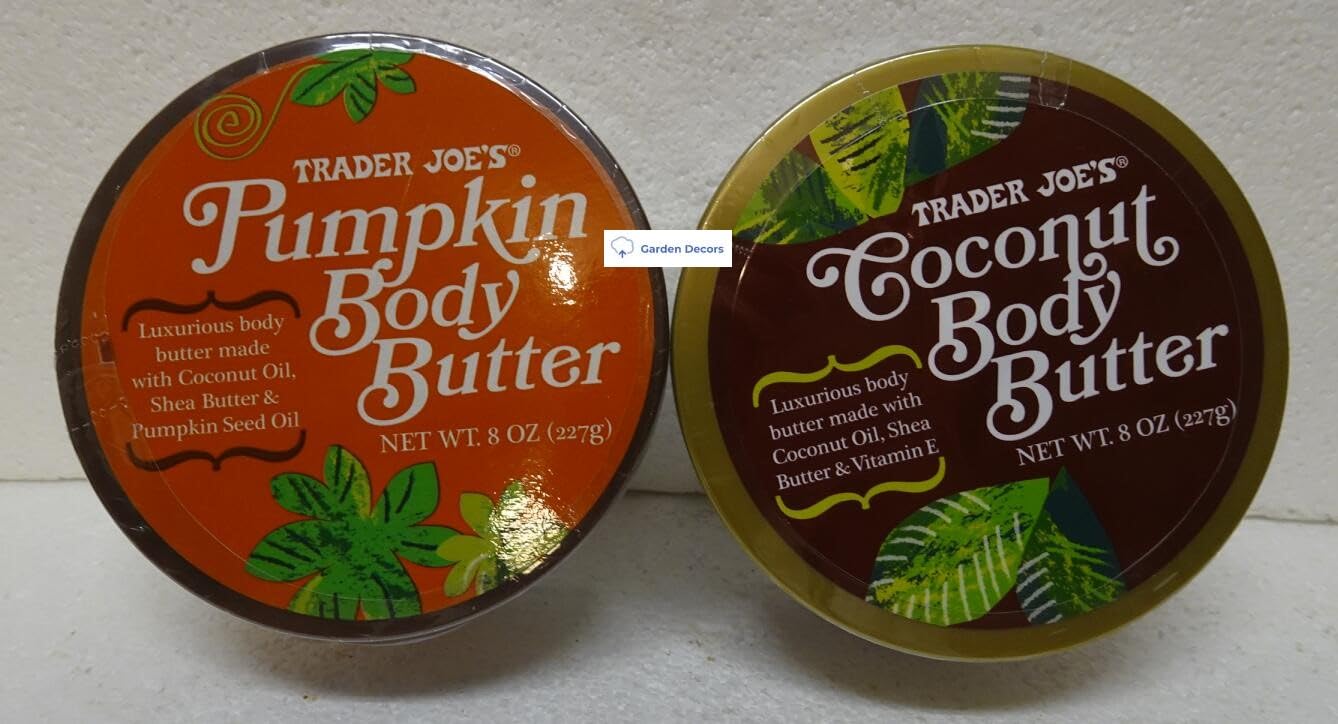 TRADER JOE'S®
Pumpkin
Body
Butter
Luxurious body
butter made
with Coconut Oil,
Shea Butter &
Pumpkin Seed Oil
NET WT. 8 OZ (227g)
Garden Decors
TRADER JOE'S®
Coconut
Body
Butter
Luxurious body
butter made with
Coconut Oil, Shea
Butter & Vitamin E
NET WT. 8 OZ (227g)